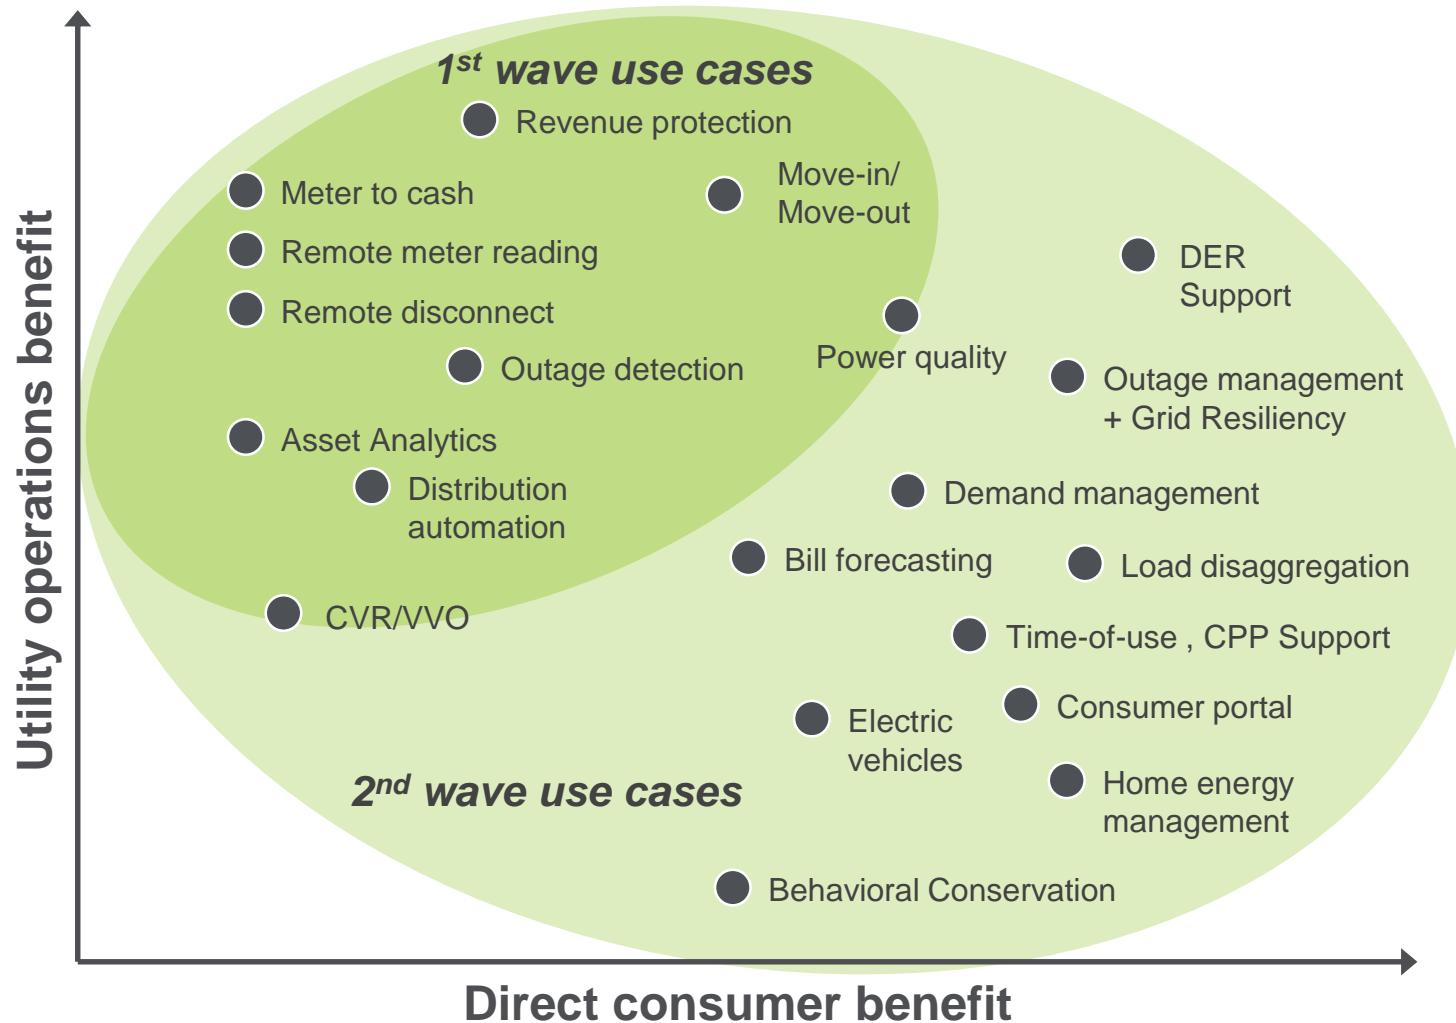 1st wave use cases
Revenue protection
Meter to cash
Move-in/
Move-out
Remote meter reading
DER
Support
Remote disconnect
Power quality
Outage detection
Outage management
+ Grid Resiliency
Asset Analytics
Distribution
automation
Demand management
Bill forecasting
Load disaggregation
CVR/VVO
Time-of-use , CPP Support
Electric
vehicles
Consumer portal
2nd wave use cases
Home energy
management
Behavioral Conservation
Utility operations benefit
Direct consumer benefit